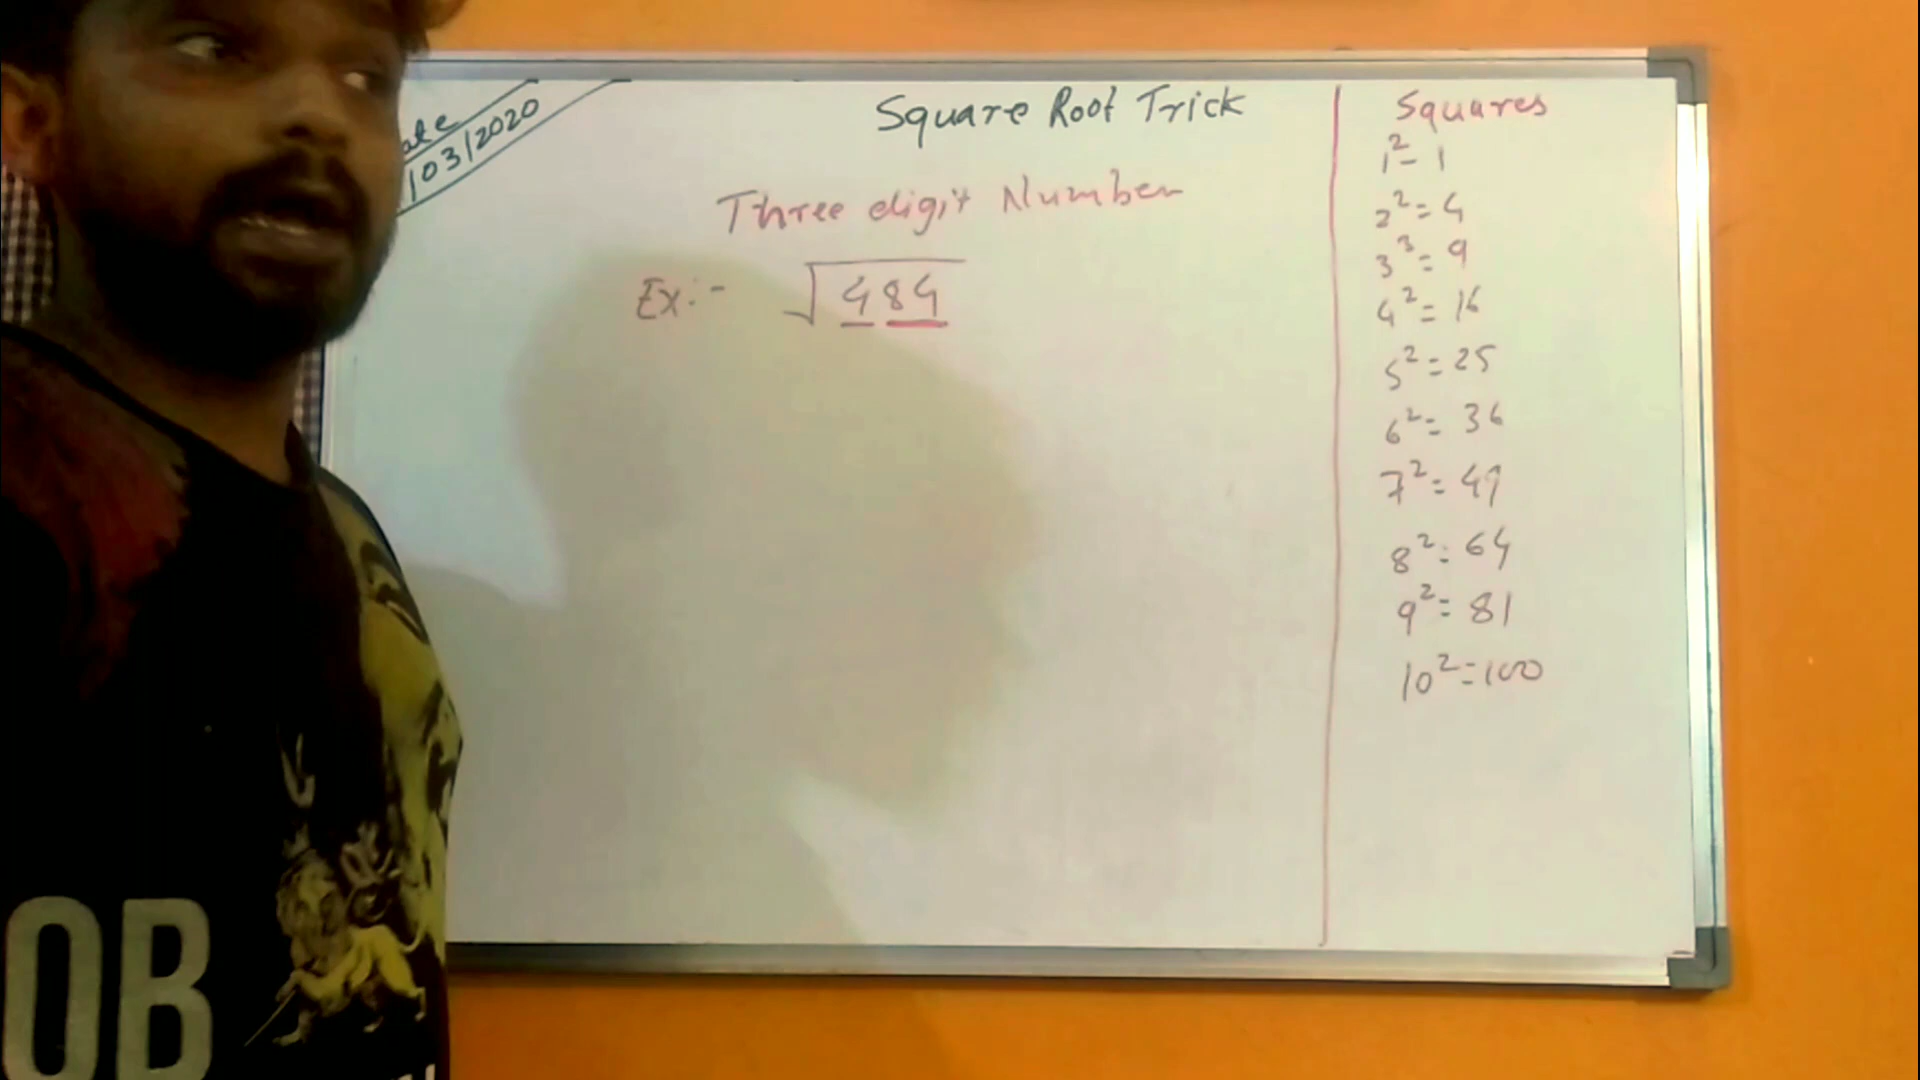 ate
/03/2020
Square Root Trick
Three digit Number
Ex:- √484
Squares
1² - 1
2² = 4
3³ = 9
4² = 16
5² = 25
6² = 36
7² = 49
8² = 64
9² = 81
10² = 100
OB